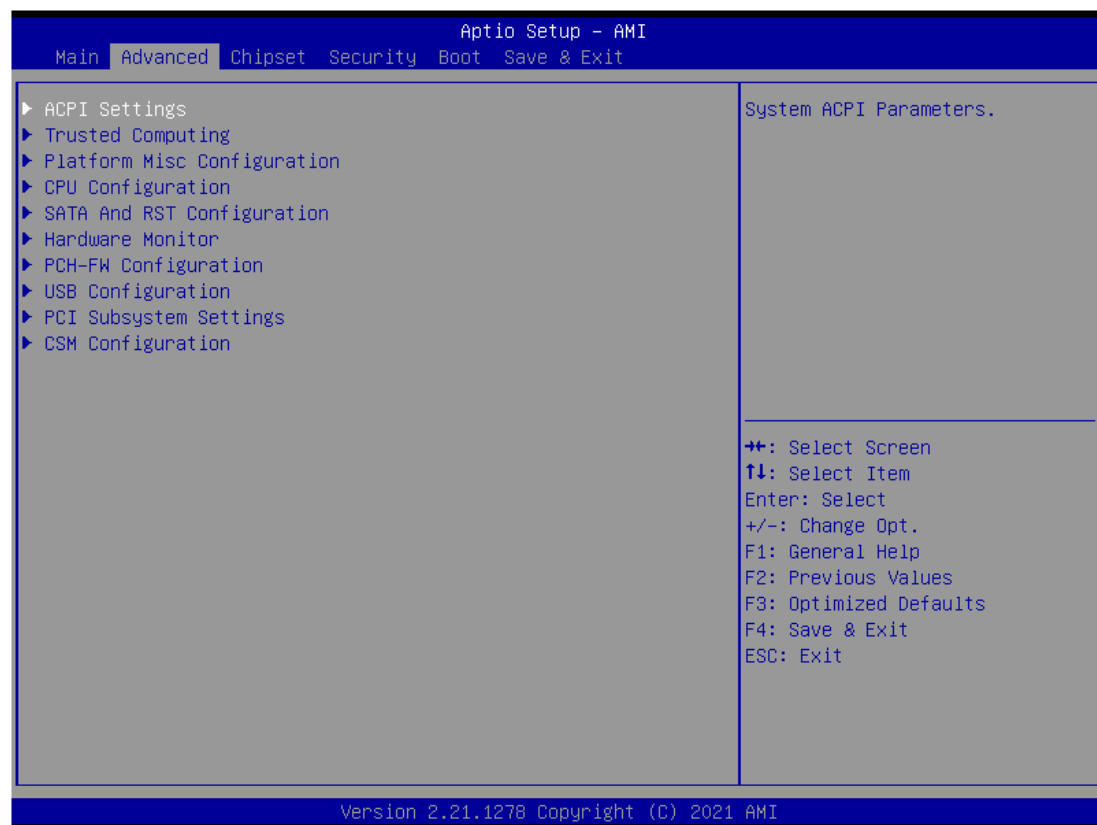 Aptio Setup – AMI
Main Advanced Chipset Security Boot Save & Exit
▶ ACPI Settings
▶ Trusted Computing
▶ Platform Misc Configuration
▶ CPU Configuration
▶ SATA And RST Configuration
▶ Hardware Monitor
▶ PCH-FW Configuration
▶ USB Configuration
▶ PCI Subsystem Settings
▶ CSM Configuration
System ACPI Parameters.
→←: Select Screen
↑↓: Select Item
Enter: Select
+/-: Change Opt.
F1: General Help
F2: Previous Values
F3: Optimized Defaults
F4: Save & Exit
ESC: Exit
Version 2.21.1278 Copyright (C) 2021 AMI